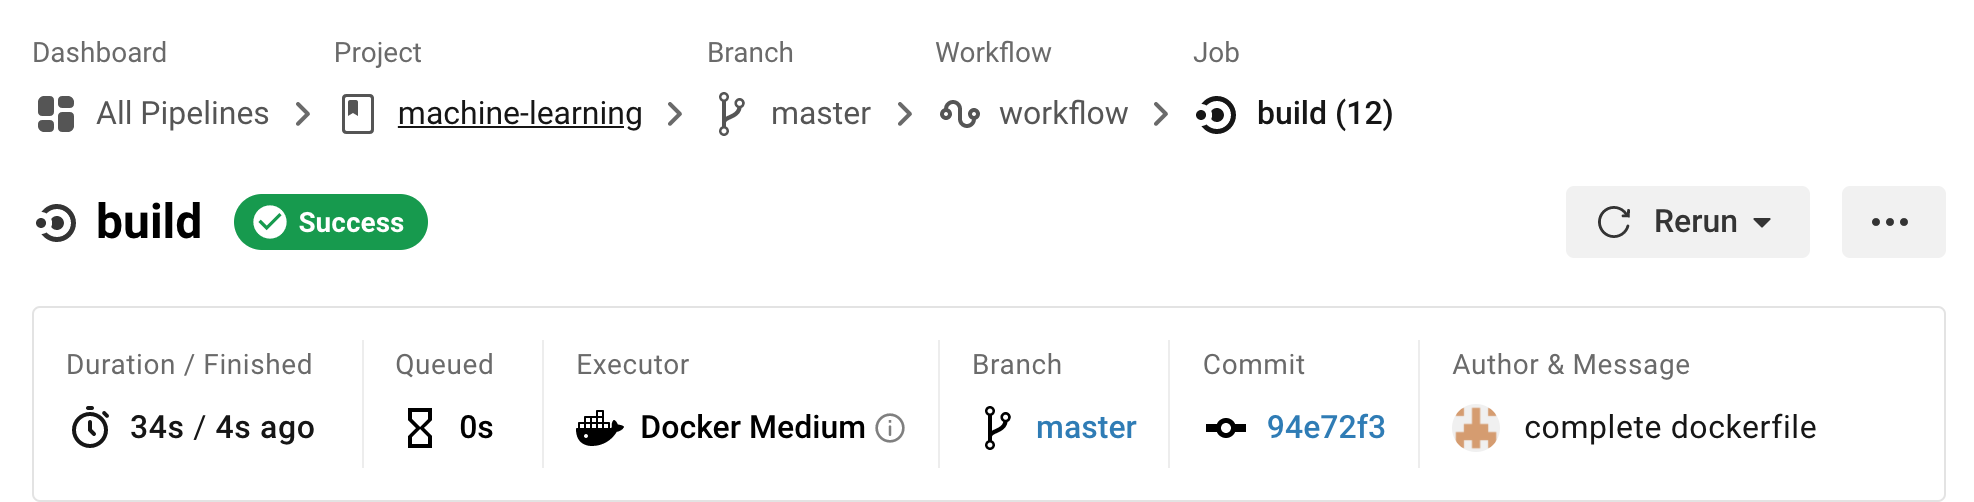 Dashboard Project Branch Workflow Job
All Pipelines machine-learning master workflow build (12)
build Success Rerun
Duration / Finished Queued Executor Branch Commit Author & Message
34s / 4s ago 0s Docker Medium master 94e72f3 complete dockerfile